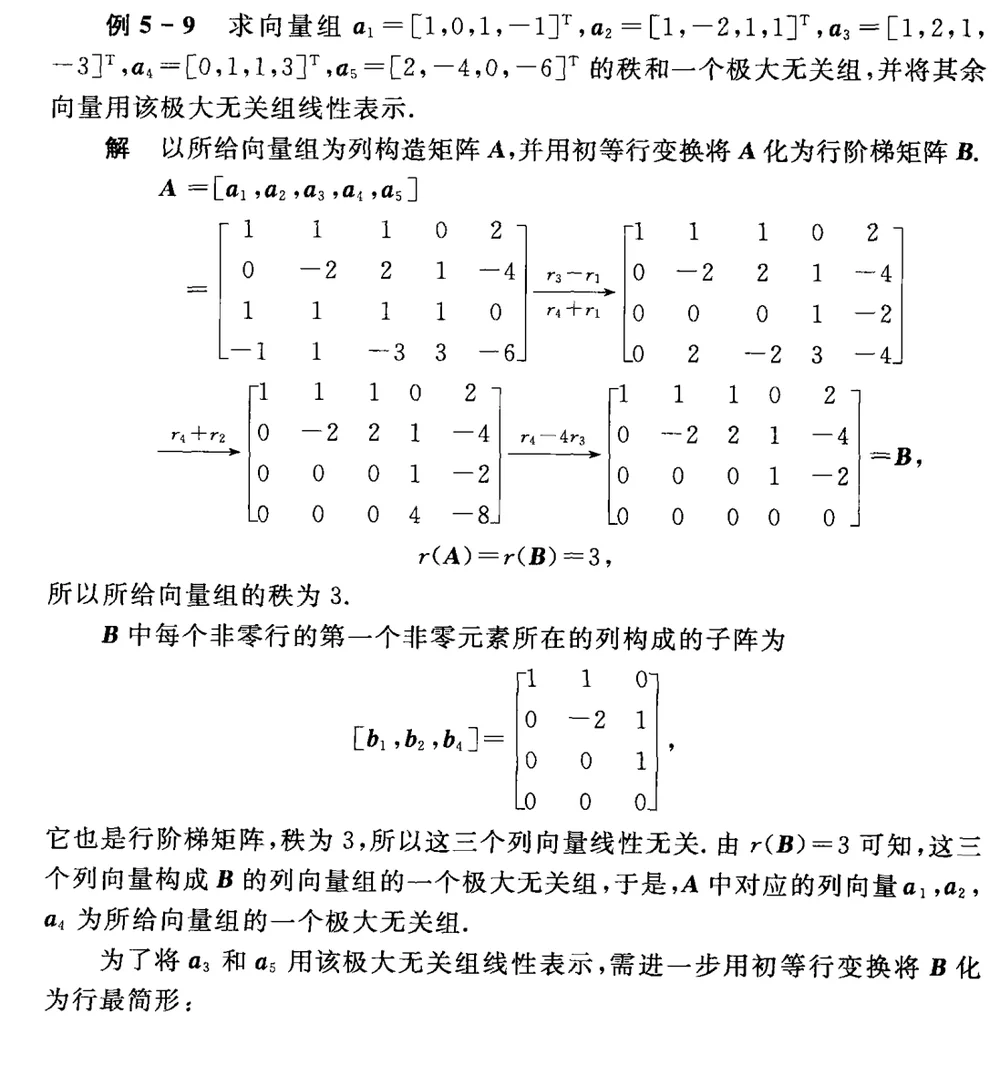 例 5-9 求向量组 a₁=[1,0,1,-1]ᵀ,a₂=[1,-2,1,1]ᵀ,a₃=[1,2,1,
-3]ᵀ,a₄=[0,1,1,3]ᵀ,a₅=[2,-4,0,-6]ᵀ 的秩和一个极大无关组,并将其余
向量用该极大无关组线性表示.
解 以所给向量组为列构造矩阵 A,并用初等行变换将 A 化为行阶梯矩阵 B.
A =[a₁,a₂,a₃,a₄,a₅]
1 1 1 0 2 1 1 1 0 2
0 -2 2 1 -4 r₃-r₁ 0 -2 2 1 -4
=
1 1 1 1 0 r₄+r₁ 0 0 0 1 -2
-1 1 -3 3 -6 0 2 -2 3 -4
1 1 1 0 2 1 1 1 0 2
r₄+r₂ 0 -2 2 1 -4 r₄-4r₃ 0 -2 2 1 -4
=B,
0 0 0 1 -2 0 0 0 1 -2
0 0 0 4 -8 0 0 0 0 0
r(A)=r(B)=3,
所以所给向量组的秩为 3.
B 中每个非零行的第一个非零元素所在的列构成的子阵为
1 1 0
0 -2 1
[b₁,b₂,b₄]= ,
0 0 1
0 0 0
它也是行阶梯矩阵,秩为 3,所以这三个列向量线性无关. 由 r(B)=3 可知,这三
个列向量构成 B 的列向量组的一个极大无关组,于是,A 中对应的列向量 a₁,a₂,
a₄ 为所给向量组的一个极大无关组.
为了将 a₃ 和 a₅ 用该极大无关组线性表示,需进一步用初等行变换将 B 化
为行最简形: